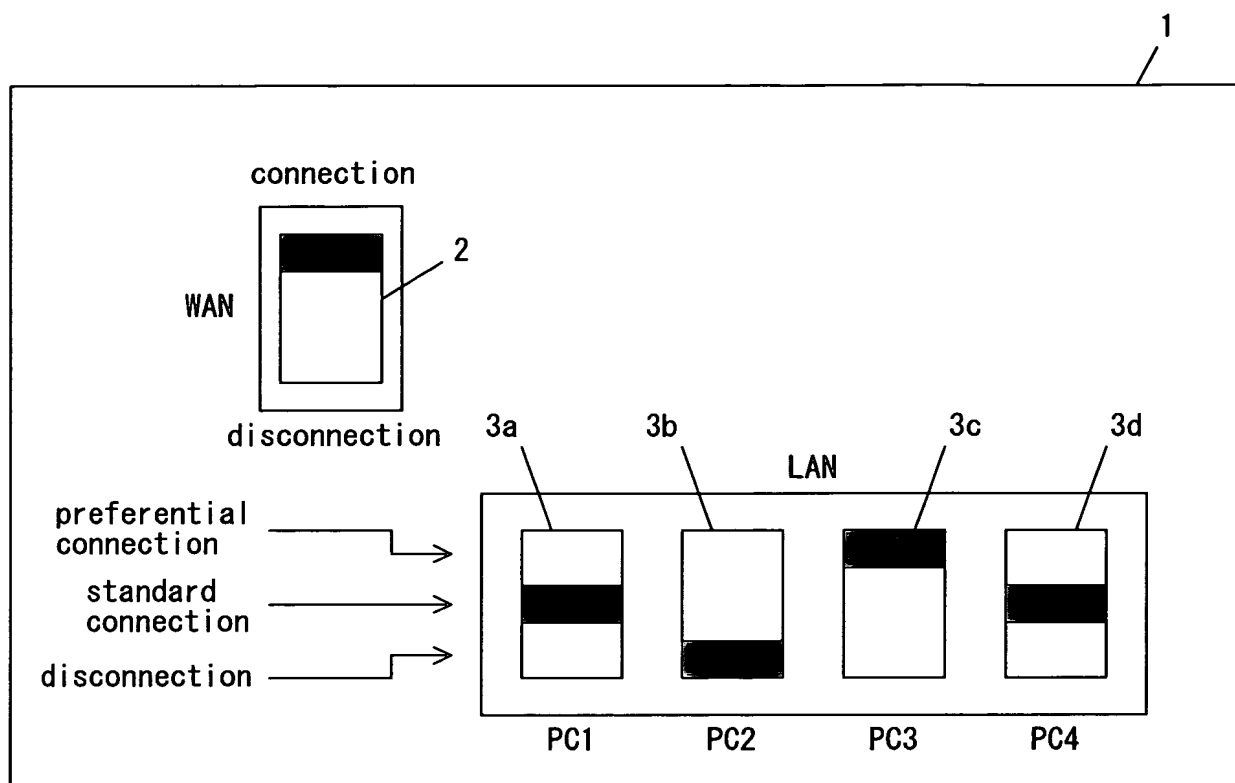 1
connection
2
WAN
disconnection
3a
3b
3c
3d
LAN
preferential
connection
standard
connection
disconnection
PC1
PC2
PC3
PC4